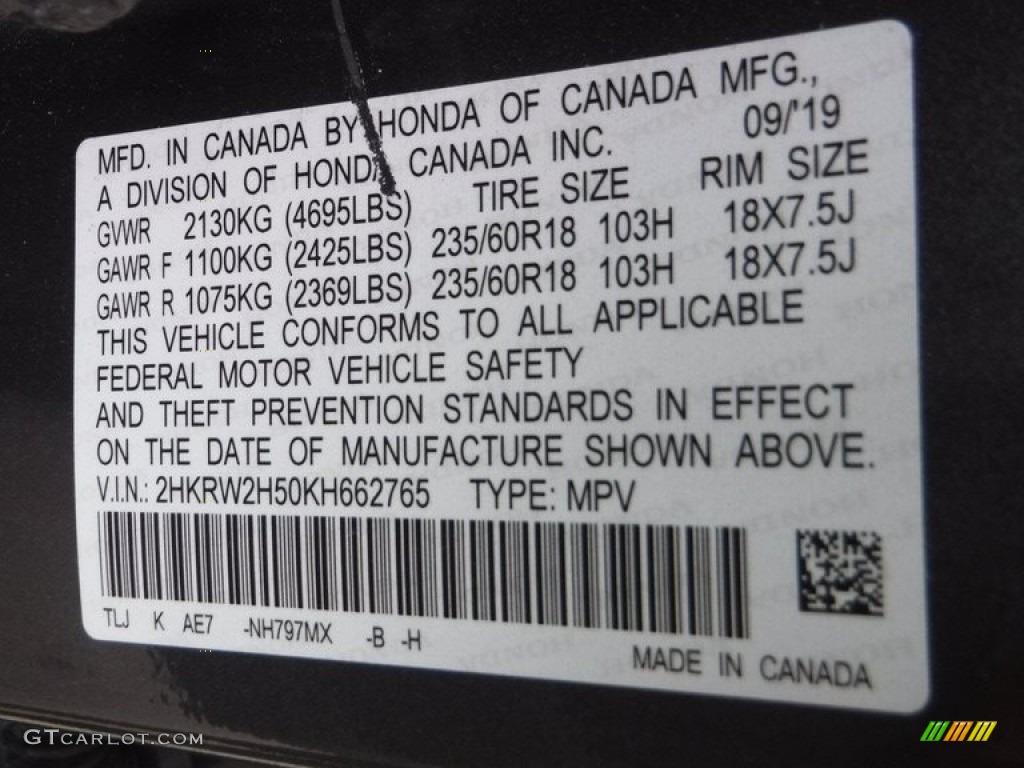 MFD. IN CANADA BY HONDA OF CANADA MFG.,
A DIVISION OF HONDA CANADA INC. 09/'19
GVWR 2130KG (4695LBS) TIRE SIZE RIM SIZE
GAWR F 1100KG (2425LBS) 235/60R18 103H 18X7.5J
GAWR R 1075KG (2369LBS) 235/60R18 103H 18X7.5J
THIS VEHICLE CONFORMS TO ALL APPLICABLE
FEDERAL MOTOR VEHICLE SAFETY
AND THEFT PREVENTION STANDARDS IN EFFECT
ON THE DATE OF MANUFACTURE SHOWN ABOVE.
V.I.N.: 2HKRW2H50KH662765 TYPE: MPV
TLJ K AE7 -NH797MX -B -H
MADE IN CANADA
GTCARLOT.COM